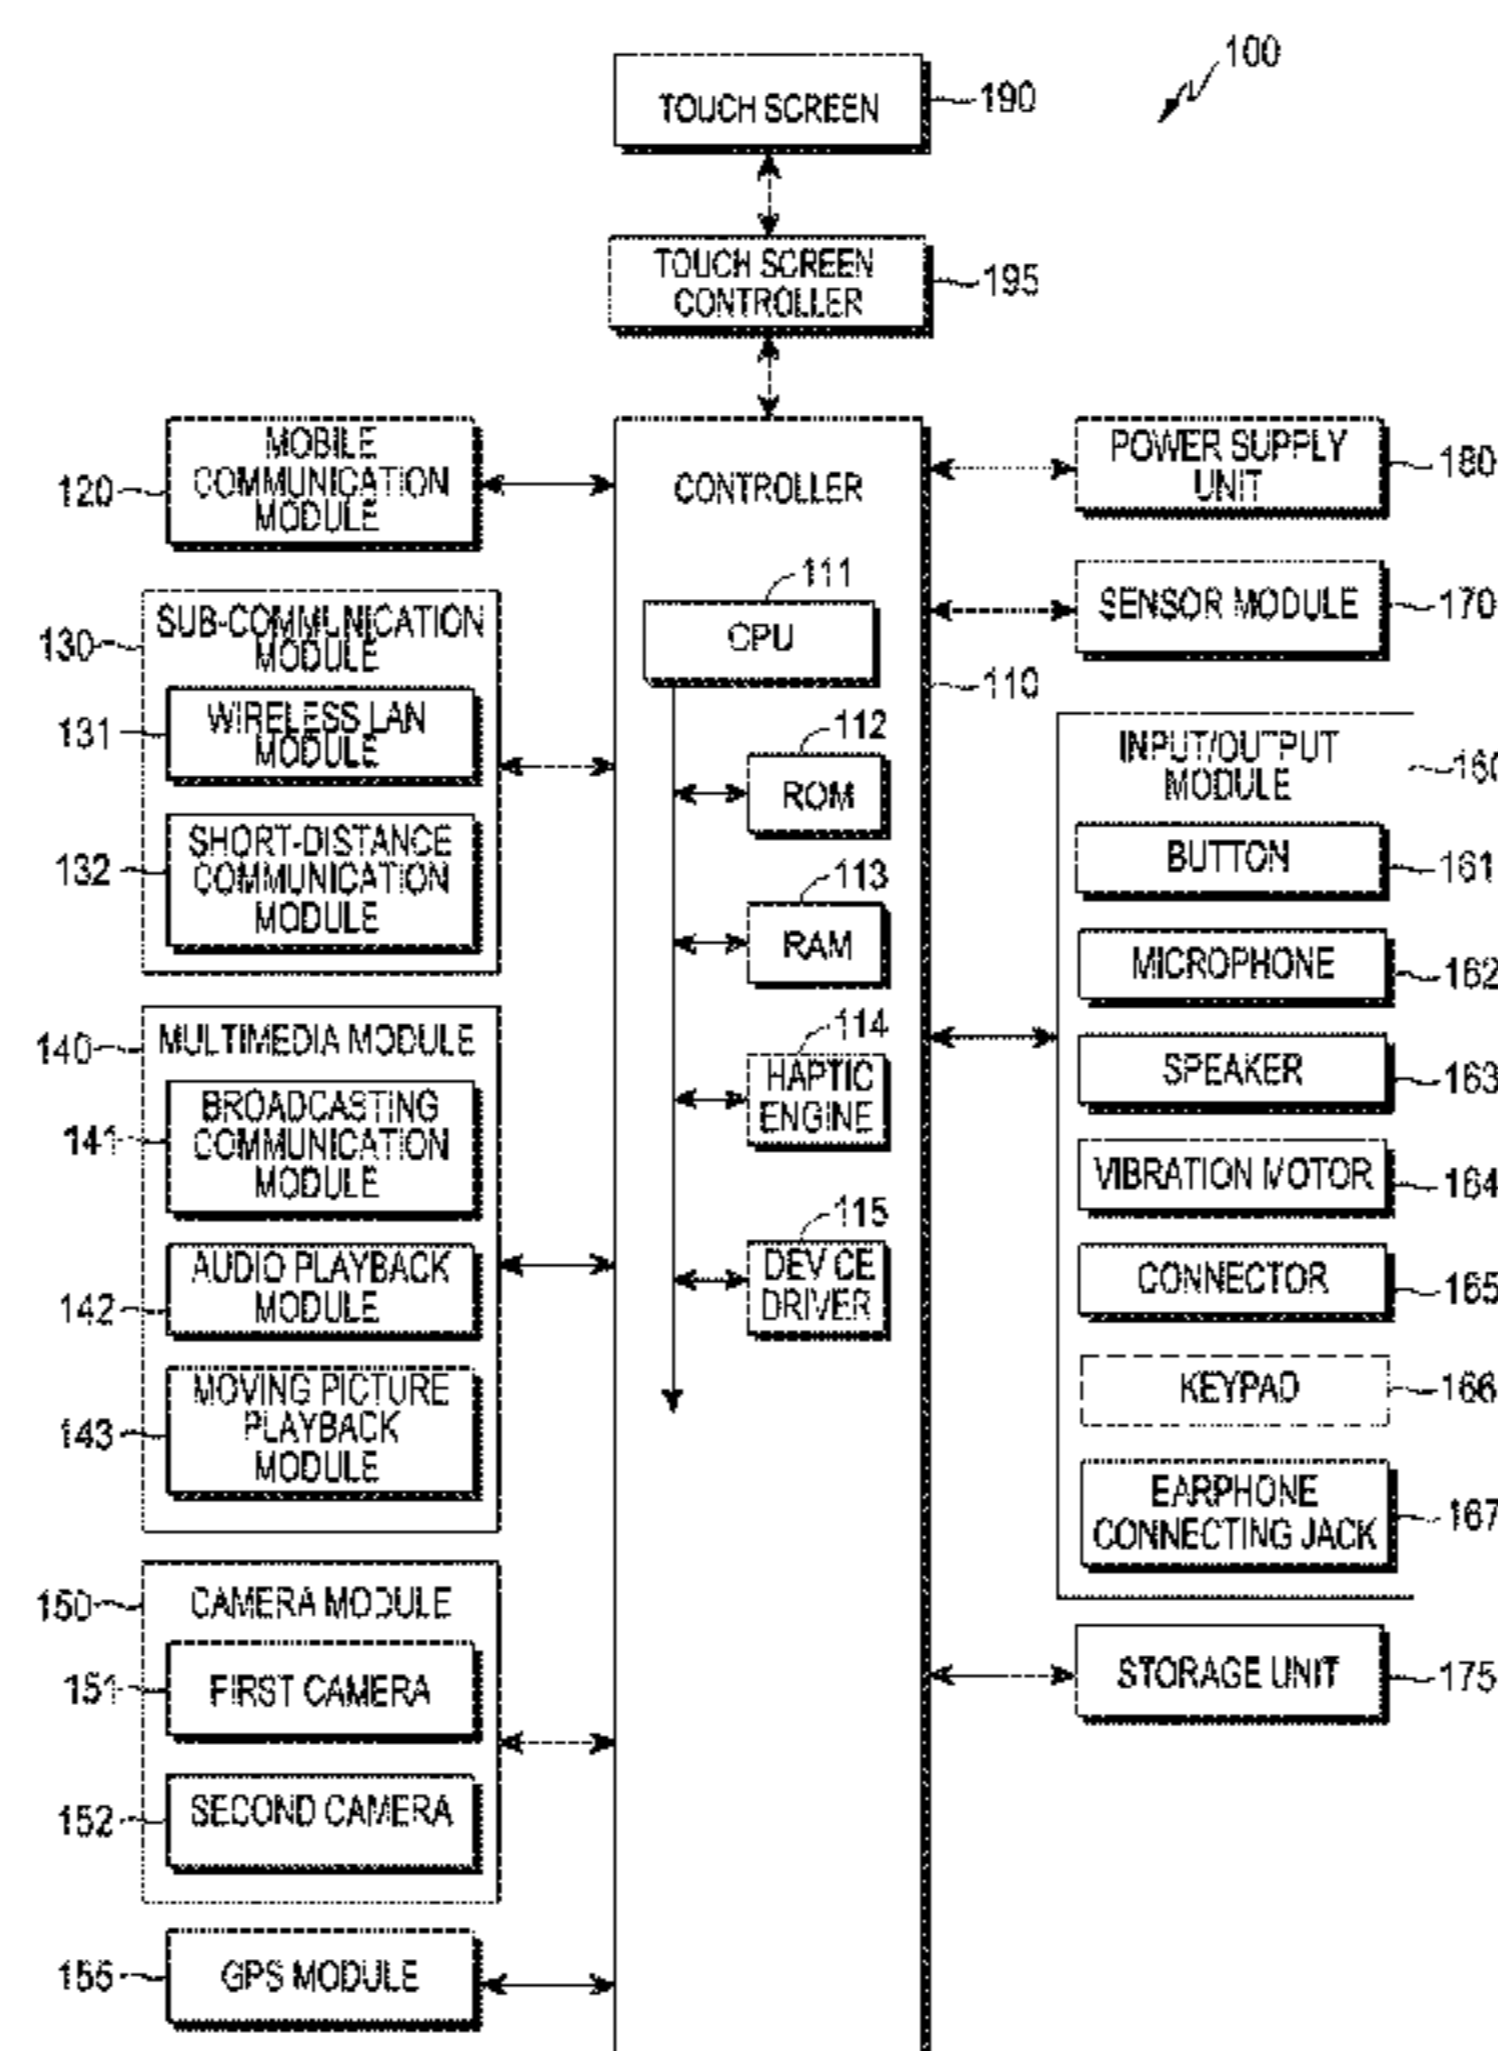 100
TOUCH SCREEN
190
TOUCH SCREEN
CONTROLLER
195
MOBILE
COMMUNICATION
MODULE
120
SUB-COMMUNICATION
MODULE
130
WIRELESS LAN
MODULE
131
SHORT-DISTANCE
COMMUNICATION
MODULE
132
MULTIMEDIA MODULE
140
BROADCASTING
COMMUNICATION
MODULE
141
AUDIO PLAYBACK
MODULE
142
MOVING PICTURE
PLAYBACK
MODULE
143
CAMERA MODULE
150
FIRST CAMERA
151
SECOND CAMERA
152
GPS MODULE
155
CONTROLLER
110
111
CPU
112
ROM
113
RAM
114
HAPTIC
ENGINE
115
DEVICE
DRIVER
POWER SUPPLY
UNIT
180
SENSOR MODULE
170
INPUT/OUTPUT
MODULE
160
BUTTON
161
MICROPHONE
162
SPEAKER
163
VIBRATION MOTOR
164
CONNECTOR
165
KEYPAD
166
EARPHONE
CONNECTING JACK
167
STORAGE UNIT
175